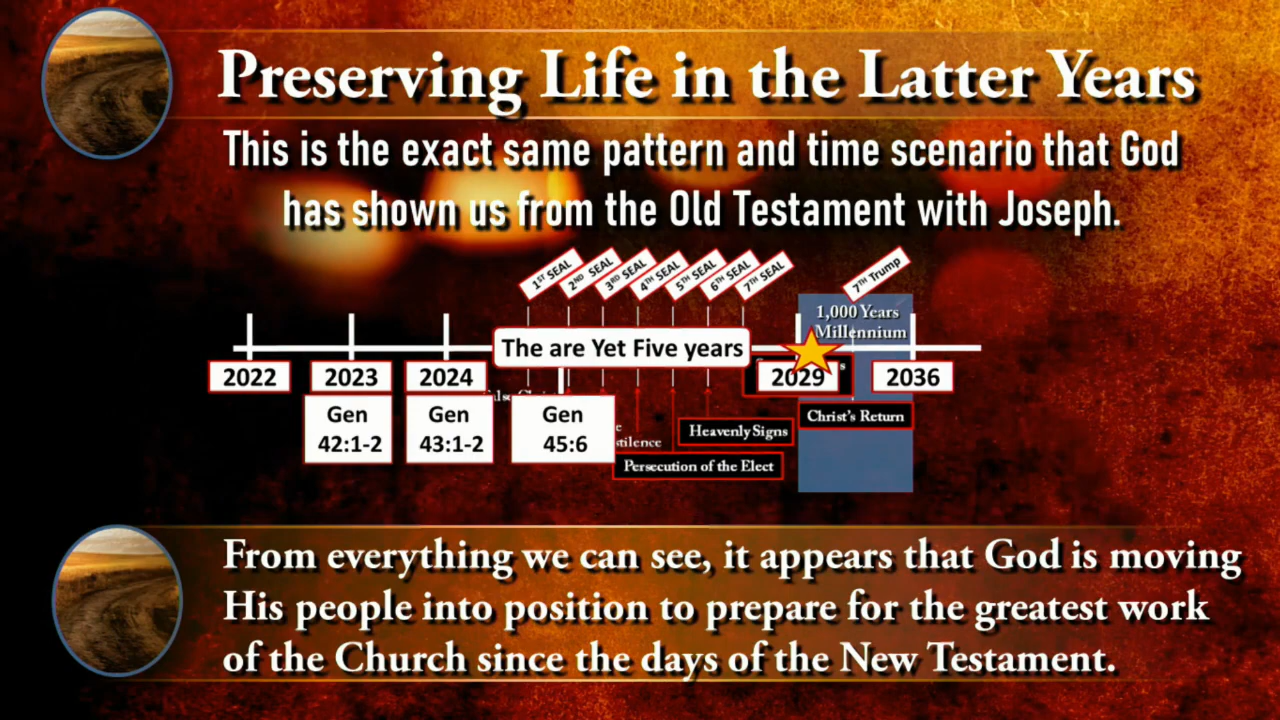 Preserving Life in the Latter Years
This is the exact same pattern and time scenario that God
has shown us from the Old Testament with Joseph.
1ST SEAL
2ND SEAL
3RD SEAL
4TH SEAL
5TH SEAL
6TH SEAL
7TH SEAL
7TH Trump
1,000 Years
Millennium
The are Yet Five years
2022
2023
2024
2029
2036
Gen
42:1-2
Gen
43:1-2
Gen
45:6
Christ's Return
Heavenly Signs
Persecution of the Elect
From everything we can see, it appears that God is moving
His people into position to prepare for the greatest work
of the Church since the days of the New Testament.